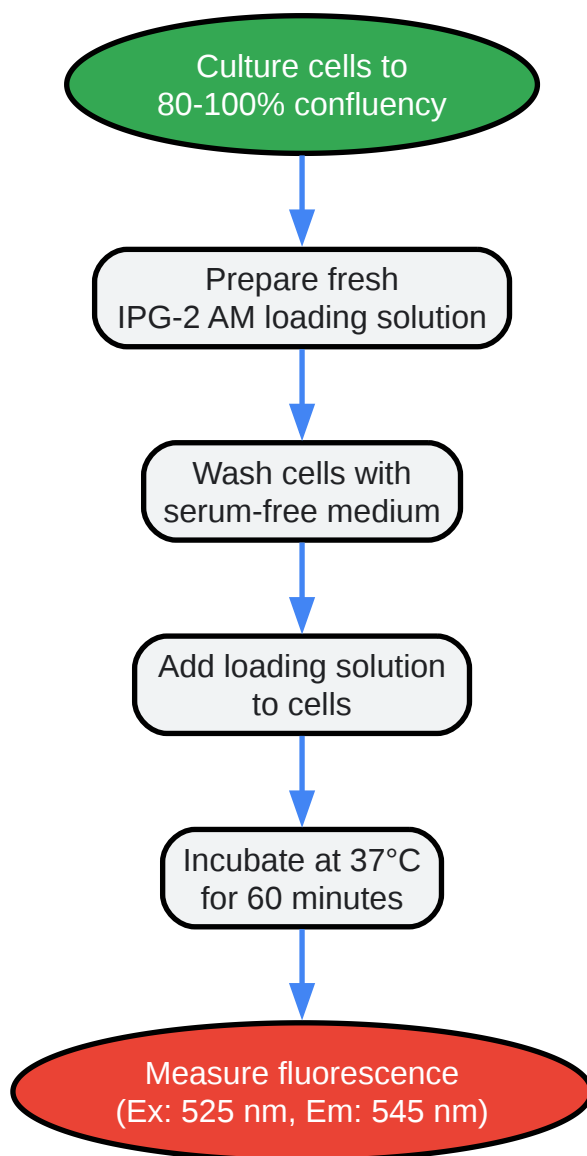 Culture cells to
80-100% confluency
Prepare fresh
IPG-2 AM loading solution
Wash cells with
serum-free medium
Add loading solution
to cells
Incubate at 37°C
for 60 minutes
Measure fluorescence
(Ex: 525 nm, Em: 545 nm)